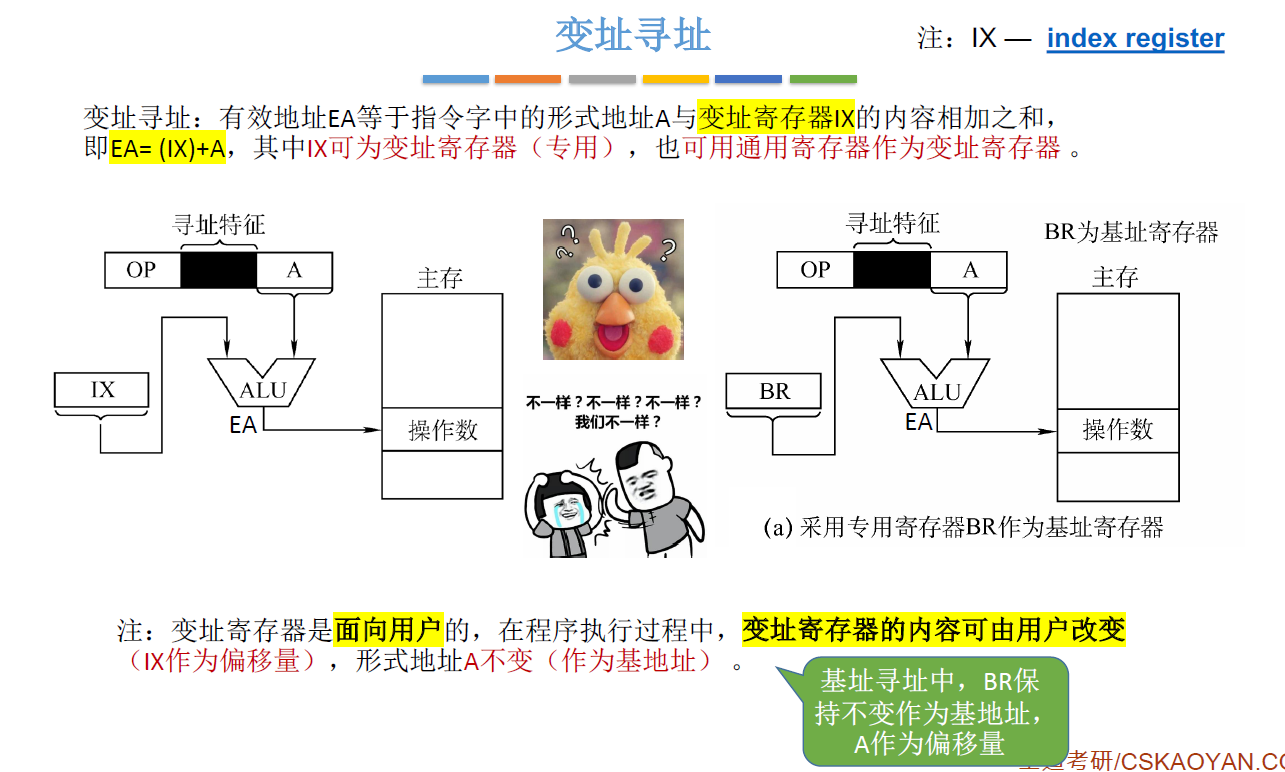 变址寻址
注：IX — index register
变址寻址：有效地址EA等于指令字中的形式地址A与变址寄存器IX的内容相加之和，
即EA= (IX)+A，其中IX可为变址寄存器（专用），也可用通用寄存器作为变址寄存器 。
寻址特征
OP
A
主存
IX
ALU
EA
操作数
? ? ?
不一样？不一样？不一样？
我们不一样？
寻址特征
BR为基址寄存器
OP
A
主存
BR
ALU
EA
操作数
(a) 采用专用寄存器BR作为基址寄存器
注：变址寄存器是面向用户的，在程序执行过程中，变址寄存器的内容可由用户改变
（IX作为偏移量），形式地址A不变（作为基地址） 。
基址寻址中，BR保
持不变作为基地址，
A作为偏移量
考研/CSKAOYAN.CO